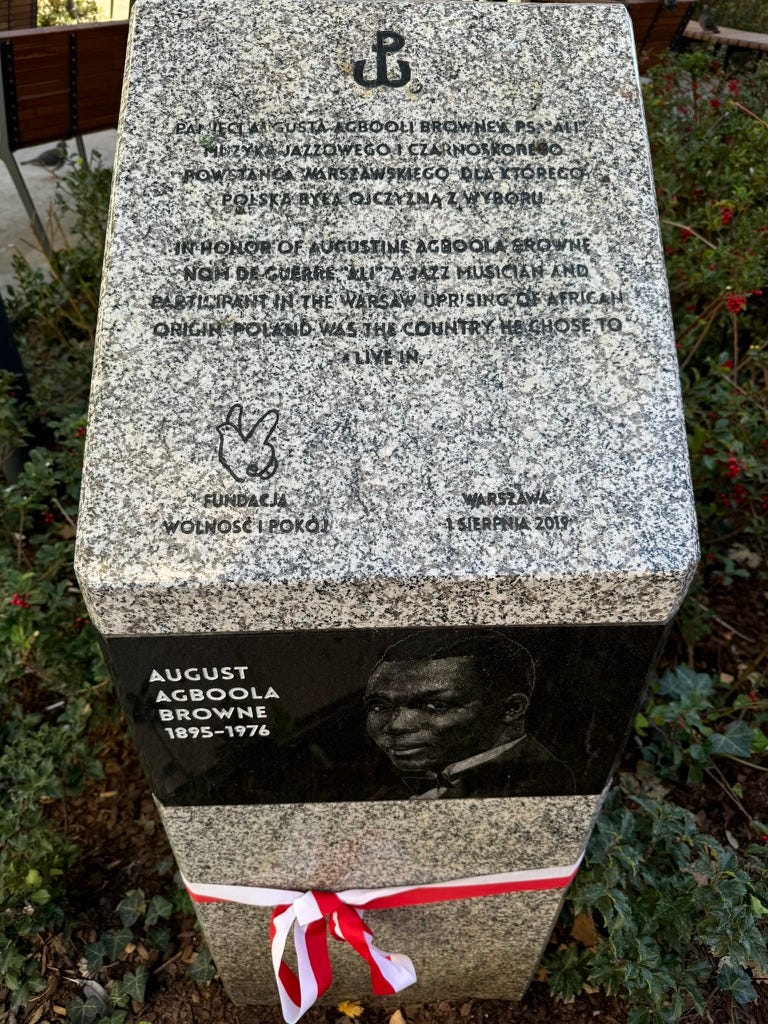 PAMIĘCI AUGUSTA AGBOOLI BROWNE'A PS. "ALI"
MUZYKA JAZZOWEGO I CZARNOSKÓREGO
POWSTAŃCA WARSZAWSKIEGO, DLA KTÓREGO
POLSKA BYŁA OJCZYZNĄ Z WYBORU
IN HONOR OF AUGUSTINE AGBOOLA BROWNE
NOM DE GUERRE "ALI" A JAZZ MUSICIAN AND
PARTICIPANT IN THE WARSAW UPRISING OF AFRICAN
ORIGIN. POLAND WAS THE COUNTRY HE CHOSE TO
LIVE IN.
FUNDACJA
WOLNOŚĆ I POKÓJ
WARSZAWA,
1 SIERPNIA 2019
AUGUST
AGBOOLA
BROWNE
1895–1976